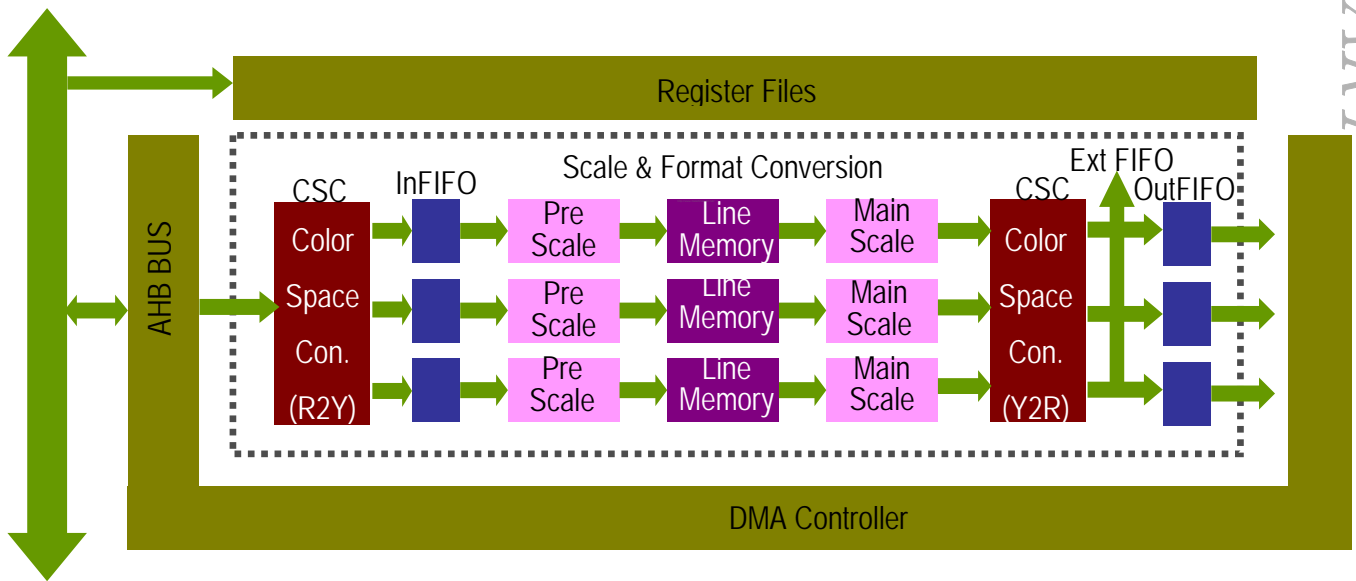 Register Files
AHB BUS
Scale & Format Conversion
CSC
InFIFO
Ext FIFO
CSC
OutFIFO
Color
Space
Con.
(R2Y)
Pre
Scale
Line
Memory
Main
Scale
Pre
Scale
Line
Memory
Main
Scale
Pre
Scale
Line
Memory
Main
Scale
Color
Space
Con.
(Y2R)
DMA Controller